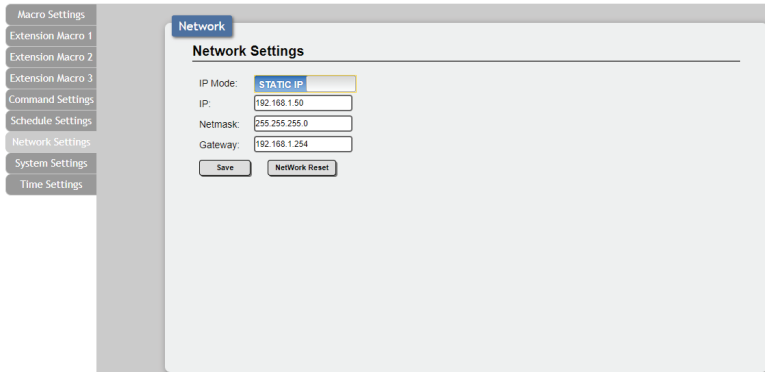 Macro Settings
Extension Macro 1
Extension Macro 2
Extension Macro 3
Command Settings
Schedule Settings
Network Settings
System Settings
Time Settings
Network
Network Settings
IP Mode: STATIC IP
IP: 192.168.1.50
Netmask: 255.255.255.0
Gateway: 192.168.1.254
Save NetWork Reset